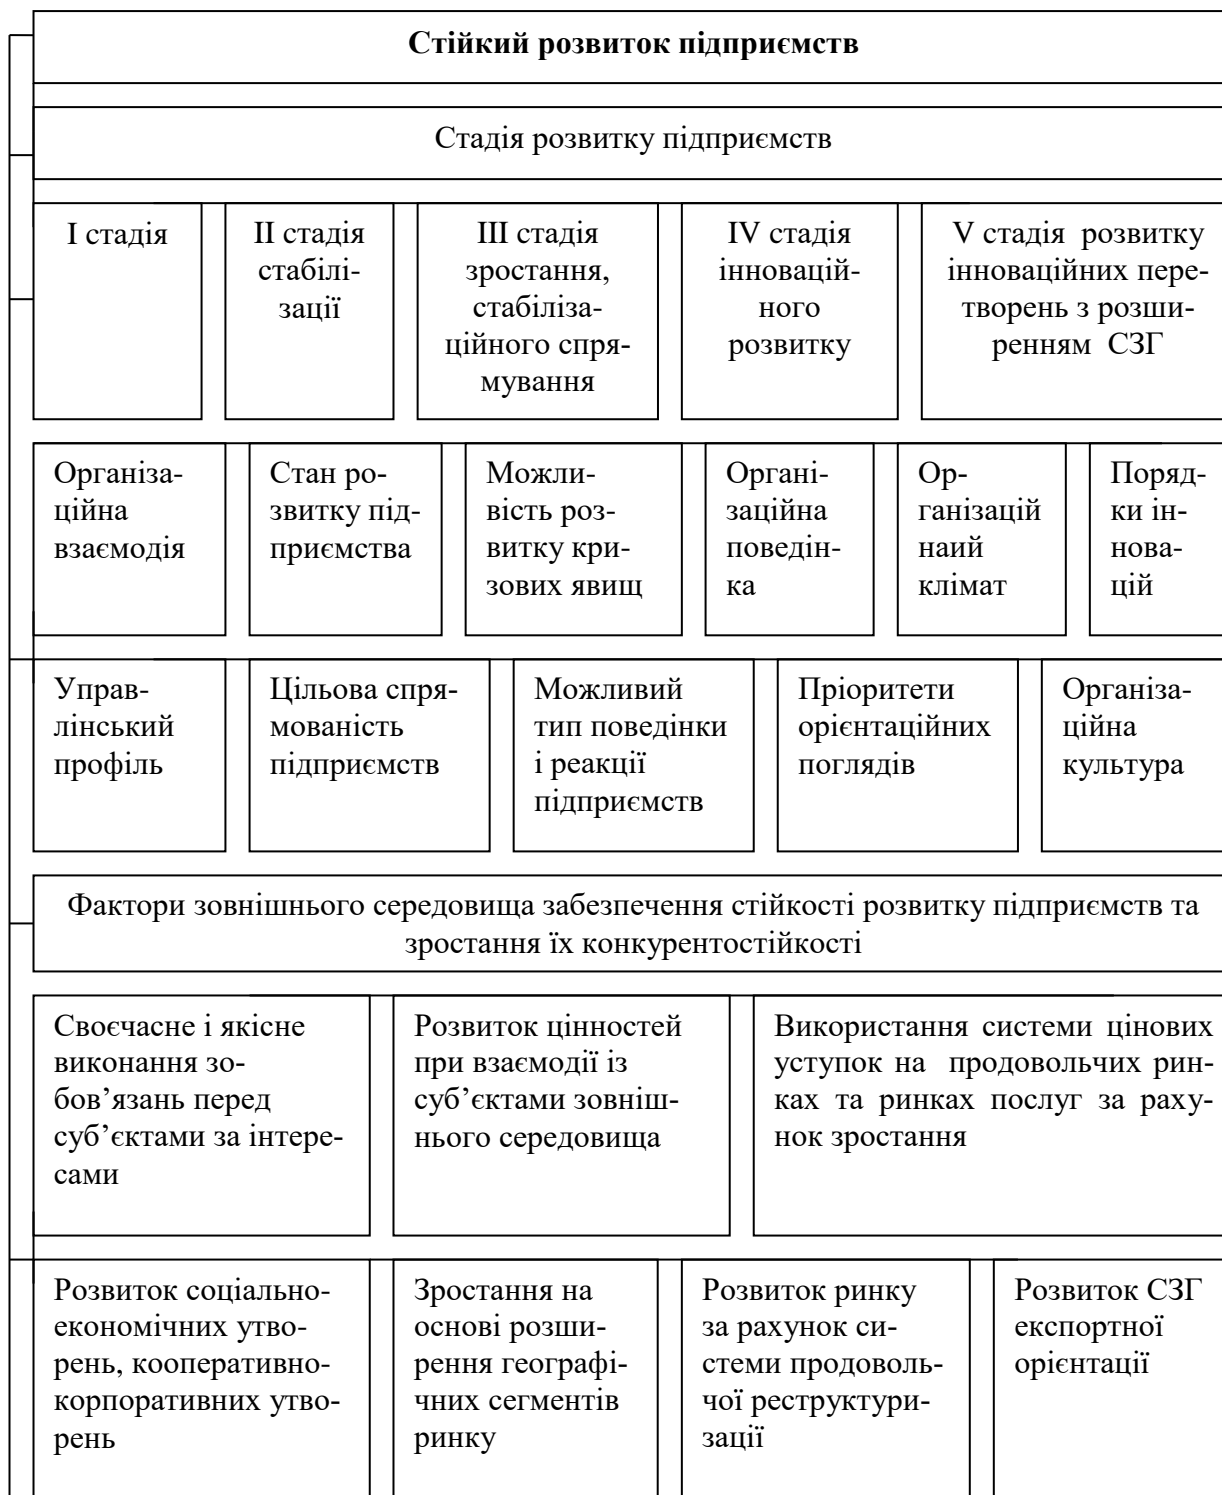 Стійкий розвиток підприємств
Стадія розвитку підприємств
І стадія
ІІ стадія
стабілі-
зації
ІІІ стадія
зростання,
стабіліза-
ційного спря-
мування
IV стадія
інновацій-
ного
розвитку
V стадія розвитку
інноваційних пере-
творень з розши-
ренням СЗГ
Організа-
ційна
взаємодія
Стан ро-
звитку під-
приємства
Можли-
вість роз-
витку кри-
зових явищ
Органі-
заційна
поведін-
ка
Ор-
ганізацій
наий
клімат
Поряд-
ки ін-
нова-
цій
Управ-
лінський
профіль
Цільова спря-
мованість
підприємств
Можливий
тип поведінки
і реакції
підприємств
Пріоритети
орієнтаційних
поглядів
Організа-
ційна
культура
Фактори зовнішнього середовища забезпечення стійкості розвитку підприємств та
зростання їх конкурентостійкості
Своєчасне і якісне
виконання зо-
бов’язань перед
суб’єктами за інтере-
сами
Розвиток цінностей
при взаємодії із
суб’єктами зовніш-
нього середовища
Використання системи цінових
уступок на продовольчих рин-
ках та ринках послуг за раху-
нок зростання
Розвиток соціально-
економічних утво-
рень, кооперативно-
корпоративних утво-
рень
Зростання на
основі розши-
рення географі-
чних сегментів
ринку
Розвиток ринку
за рахунок си-
стеми продоволь-
чої реструктури-
зації
Розвиток СЗГ
експортної
орієнтації